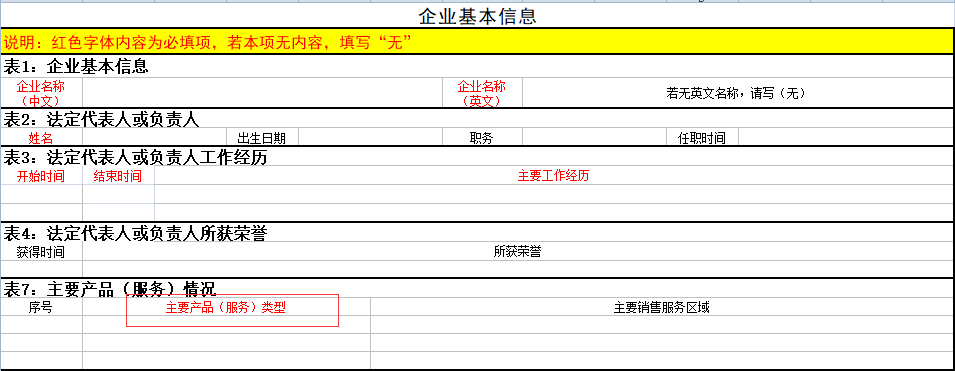 企业基本信息
说明：红色字体内容为必填项，若本项无内容，填写“无”
表1：企业基本信息
企业名称
（中文）
企业名称
（英文）
若无英文名称，请写（无）
表2：法定代表人或负责人
姓名 出生日期 职务 任职时间
表3：法定代表人或负责人工作经历
开始时间 结束时间 主要工作经历
表4：法定代表人或负责人所获荣誉
获得时间 所获荣誉
表7：主要产品（服务）情况
序号 主要产品（服务）类型 主要销售服务区域